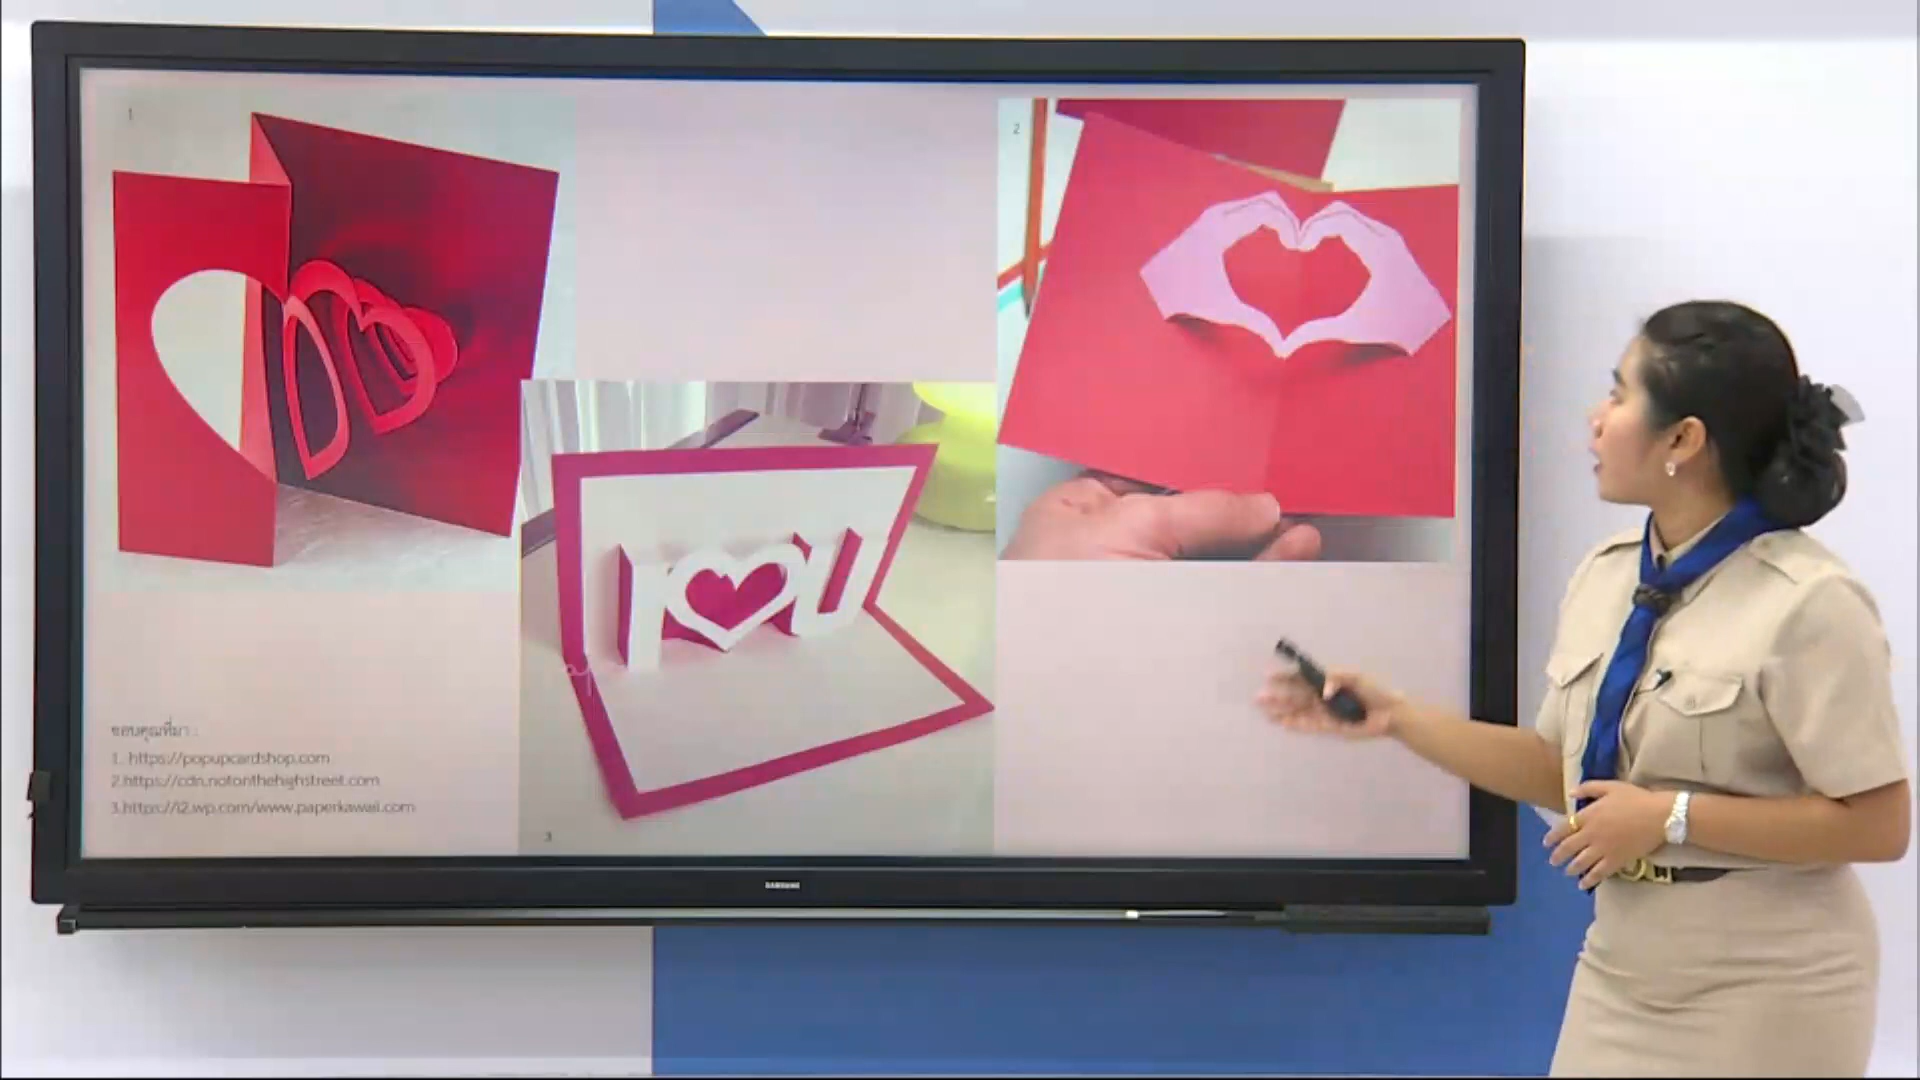 1
2
I U
3
ขอบคุณที่มา :
1. https://popupcardshop.com
2.https://cdn.notonthehighstreet.com
3.https://i2.wp.com/www.paperkawaii.com
SAMSUNG